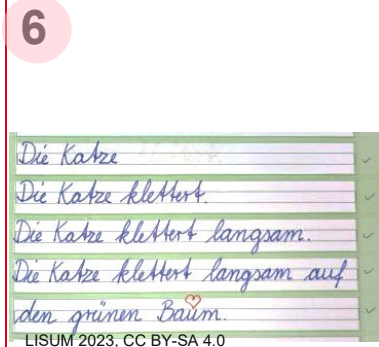 6
Die Katze
Die Katze klettert.
Die Katze klettert langsam.
Die Katze klettert langsam auf
den grünen Baum.
LISUM 2023, CC BY-SA 4.0